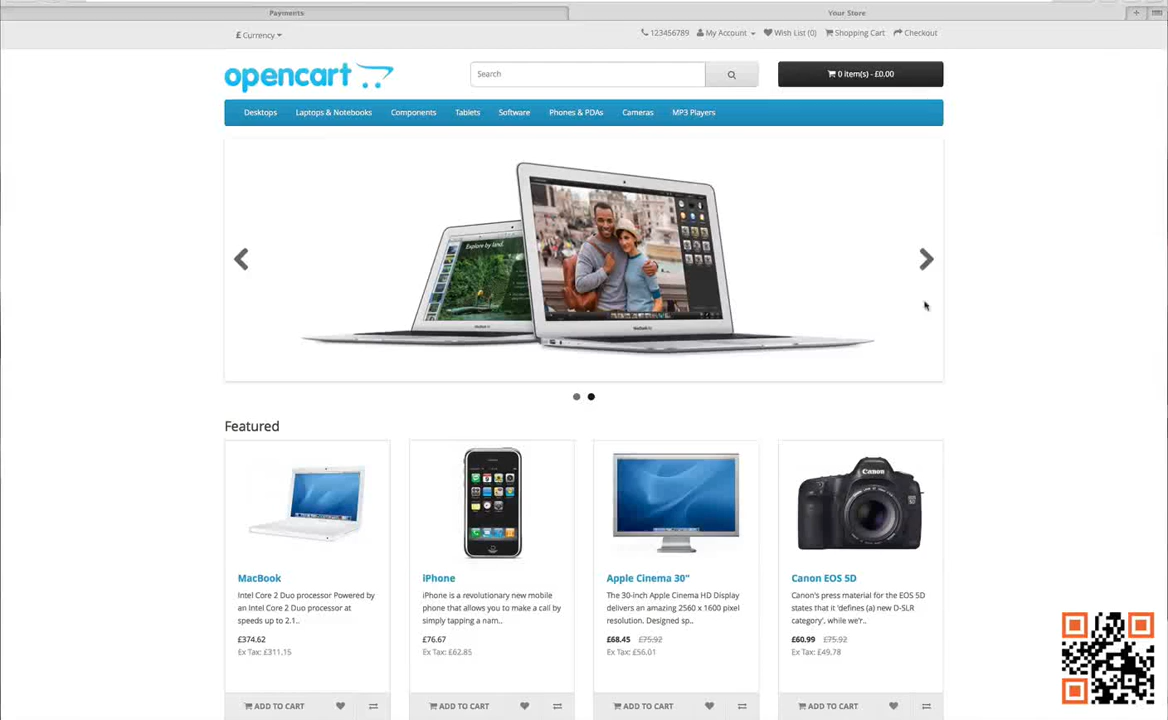 Payments
Your Store
£ Currency
123456789 My Account Wish List (0) Shopping Cart Checkout
opencart
Search
0 item(s) - £0.00
Desktops Laptops & Notebooks Components Tablets Software Phones & PDAs Cameras MP3 Players
Explore by land.
Featured
Canon
MacBook
Intel Core 2 Duo processor Powered by
an Intel Core 2 Duo processor at
speeds up to 2.1..
£374.62
Ex Tax: £311.15
ADD TO CART
iPhone
iPhone is a revolutionary new mobile
phone that allows you to make a call by
simply tapping a nam..
£76.67
Ex Tax: £62.85
ADD TO CART
Apple Cinema 30"
The 30-inch Apple Cinema HD Display
delivers an amazing 2560 x 1600 pixel
resolution. Designed sp..
£68.45 £75.92
Ex Tax: £56.01
ADD TO CART
Canon EOS 5D
Canon's press material for the EOS 5D
states that it 'defines (a) new D-SLR
category', while we'r..
£60.99 £75.92
Ex Tax: £49.78
ADD TO CART